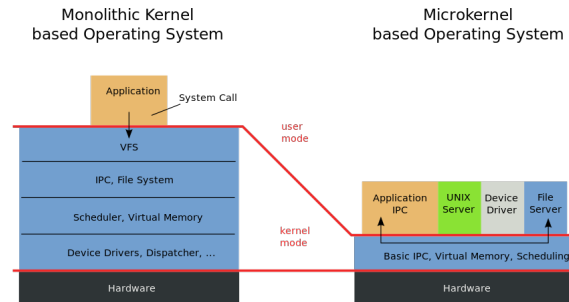 Monolithic Kernel
based Operating System
Microkernel
based Operating System
Application
System Call
VFS
user
mode
IPC, File System
Application
IPC
UNIX
Server
Device
Driver
File
Server
Scheduler, Virtual Memory
kernel
mode
Device Drivers, Dispatcher, ...
Basic IPC, Virtual Memory, Scheduling
Hardware
Hardware